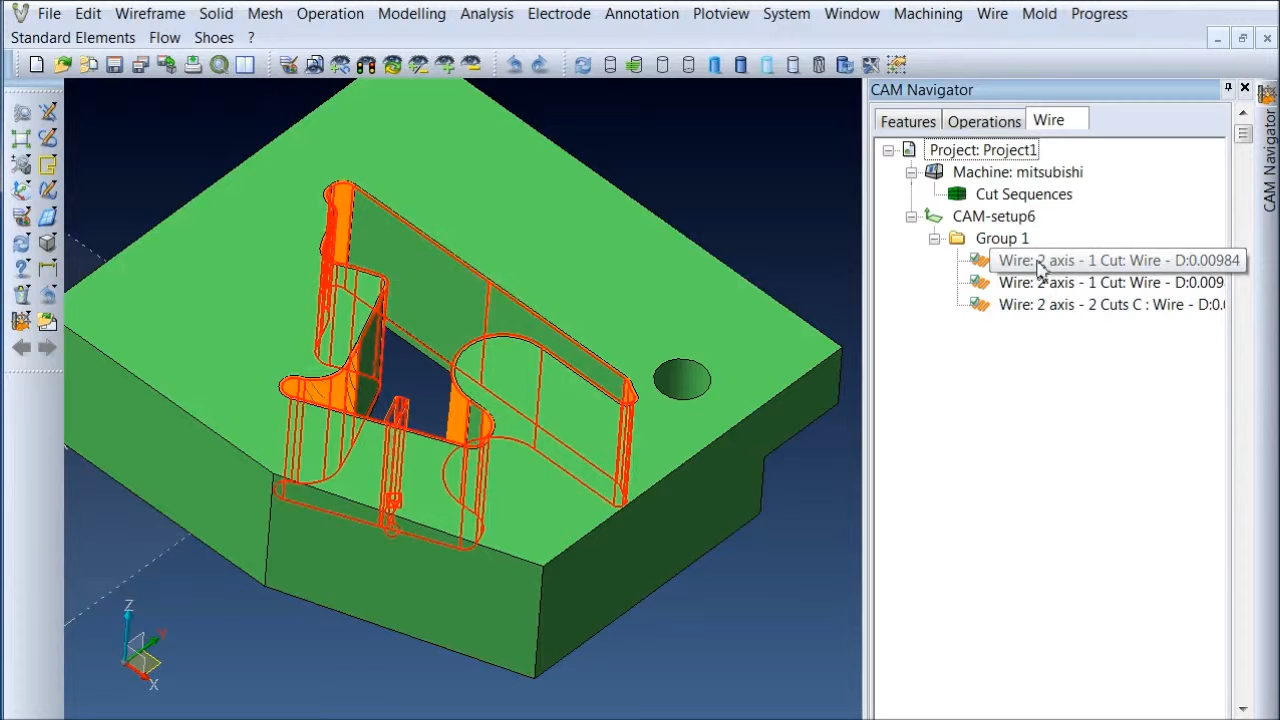 File Edit Wireframe Solid Mesh Operation Modelling Analysis Electrode Annotation Plotview System Window Machining Wire Mold Progress
Standard Elements Flow Shoes ?
CAM Navigator
Features Operations Wire
Project: Project1
Machine: mitsubishi
Cut Sequences
CAM-setup6
Group 1
Wire: 2 axis - 1 Cut: Wire - D:0.00984
Wire: 2 axis - 1 Cut: Wire - D:0.009
Wire: 2 axis - 2 Cuts C : Wire - D:0.
CAM Navigator
Z
Y
X